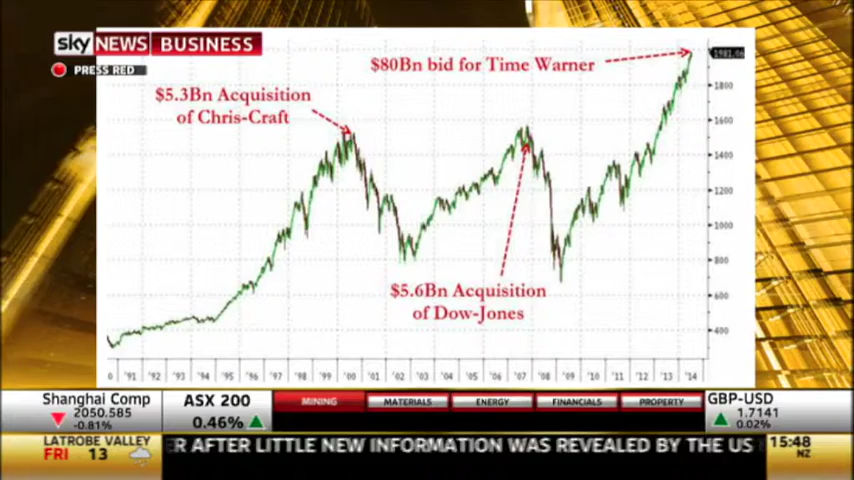 sky NEWS BUSINESS
PRESS RED
$80Bn bid for Time Warner
1981.06
$5.3Bn Acquisition
of Chris-Craft
$5.6Bn Acquisition
of Dow-Jones
1800
1600
1400
1200
1000
800
600
400
0 '91 '92 '93 '94 '95 '96 '97 '98 '99 '00 '01 '02 '03 '04 '05 '06 '07 '08 '09 '10 '11 '12 '13 '14
Shanghai Comp
2050.585
-0.81%
ASX 200
0.46%
MINING
MATERIALS
ENERGY
FINANCIALS
PROPERTY
GBP-USD
1.7141
0.02%
LATROBE VALLEY
FRI 13
ER AFTER LITTLE NEW INFORMATION WAS REVEALED BY THE US
15:48
NZ